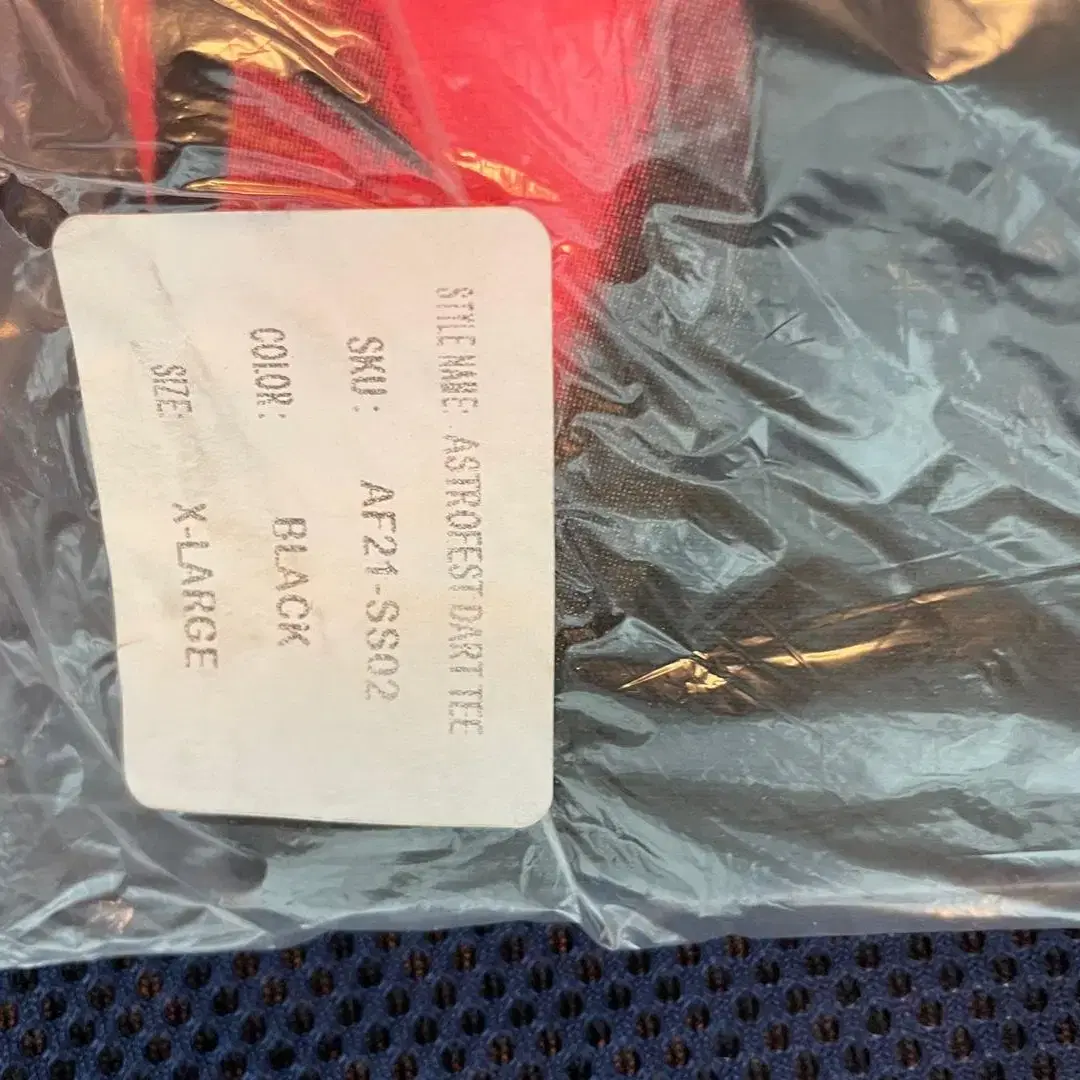 STYLE NAME: ASTROFEST DART TEE
SKU: AF21-SS02
COLOR: BLACK
SIZE: X-LARGE